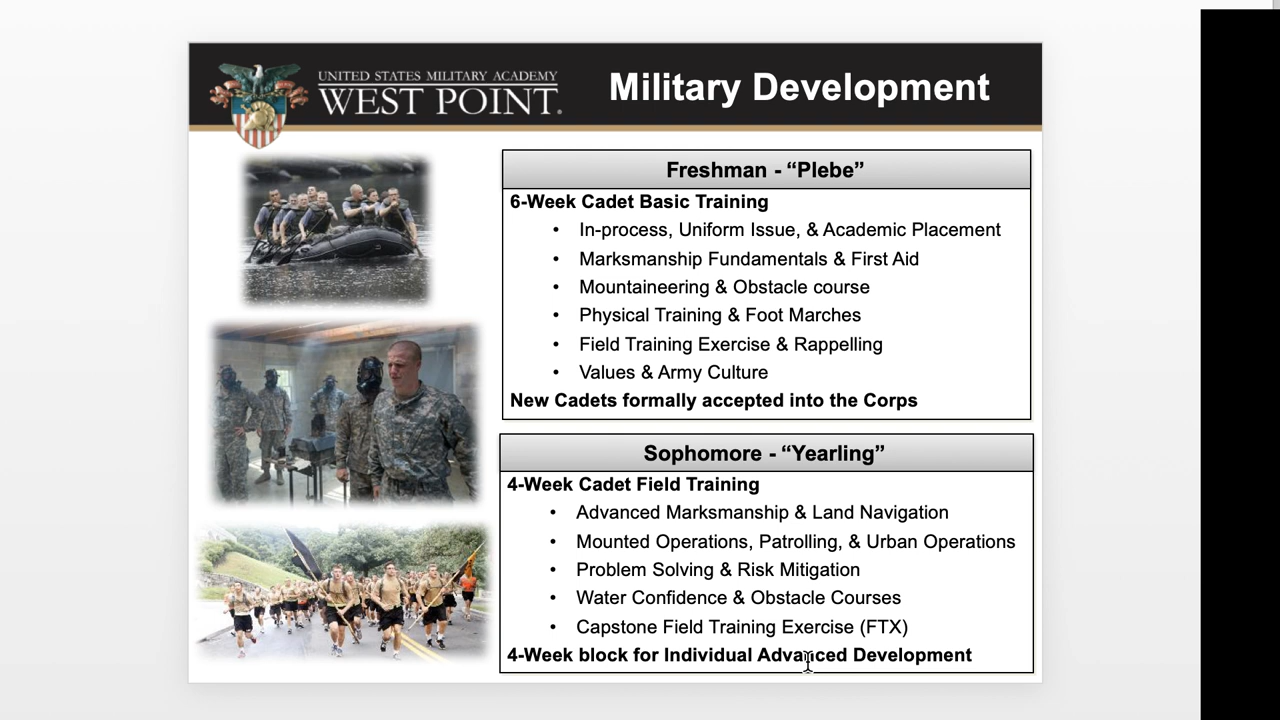 UNITED STATES MILITARY ACADEMY
WEST POINT.
Military Development
Freshman - “Plebe”
6-Week Cadet Basic Training
• In-process, Uniform Issue, & Academic Placement
• Marksmanship Fundamentals & First Aid
• Mountaineering & Obstacle course
• Physical Training & Foot Marches
• Field Training Exercise & Rappelling
• Values & Army Culture
New Cadets formally accepted into the Corps
Sophomore - “Yearling”
4-Week Cadet Field Training
• Advanced Marksmanship & Land Navigation
• Mounted Operations, Patrolling, & Urban Operations
• Problem Solving & Risk Mitigation
• Water Confidence & Obstacle Courses
• Capstone Field Training Exercise (FTX)
4-Week block for Individual Advanced Development